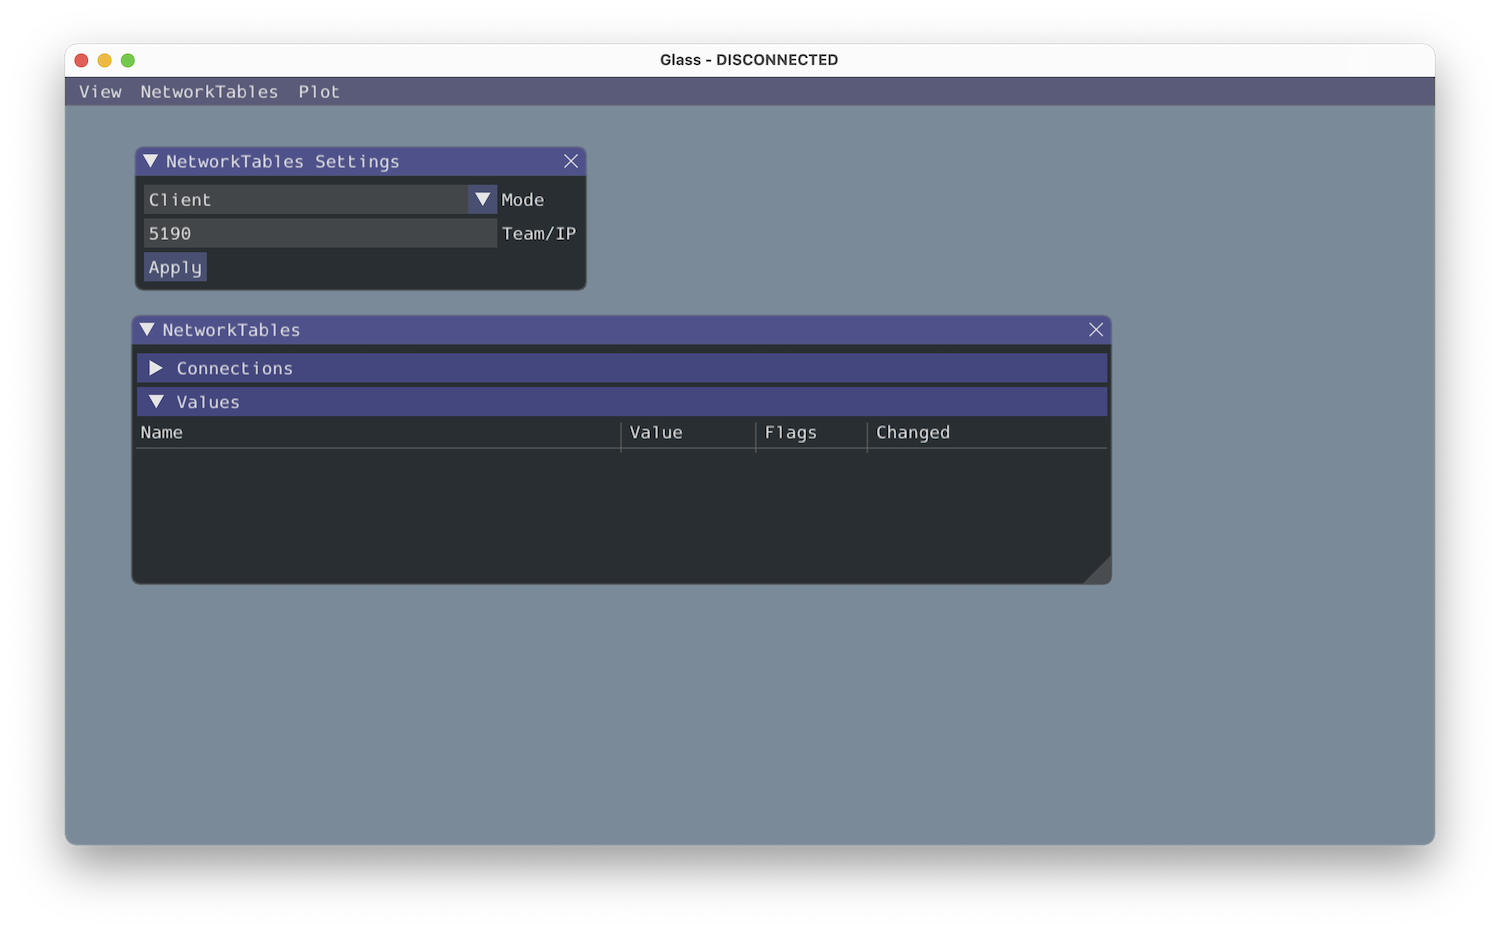 Glass - DISCONNECTED
View NetworkTables Plot
NetworkTables Settings
Client Mode
5190 Team/IP
Apply
NetworkTables
Connections
Values
Name Value Flags Changed